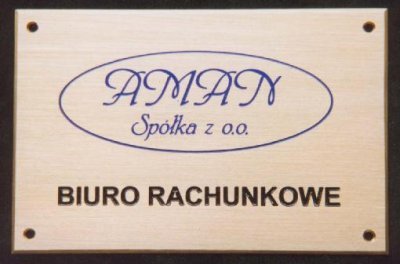 AMAN
Spółka z o.o.
BIURO RACHUNKOWE